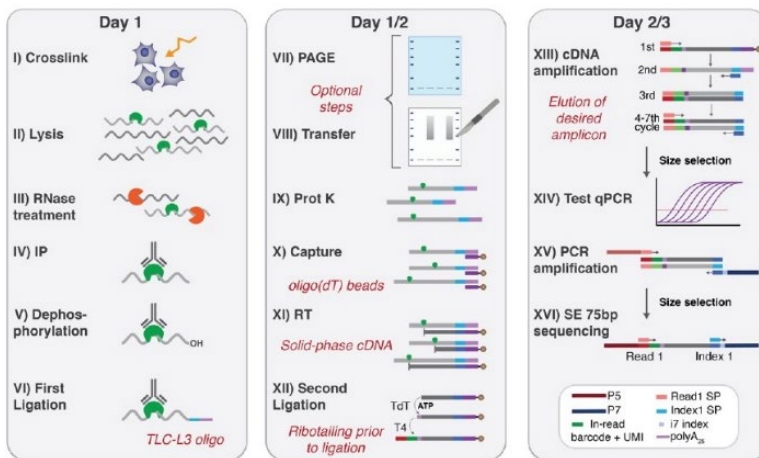 Day 1
I) Crosslink
II) Lysis
III) RNase
treatment
IV) IP
V) Dephos-
phorylation
OH
VI) First
Ligation
TLC-L3 oligo
Day 1/2
VII) PAGE
Optional
steps
VIII) Transfer
IX) Prot K
X) Capture
oligo(dT) beads
XI) RT
Solid-phase cDNA
XII) Second
Ligation
TdT
ATP
T4
Ribotailing prior
to ligation
Day 2/3
XIII) cDNA
amplification
1st
2nd
3rd
4-7th
cycle
Elution of
desired
amplicon
Size selection
XIV) Test qPCR
XV) PCR
amplification
Size selection
XVI) SE 75bp
sequencing
Read 1
Index 1
P5
P7
In-read
barcode + UMI
Read1 SP
Index1 SP
i7 index
polyA25